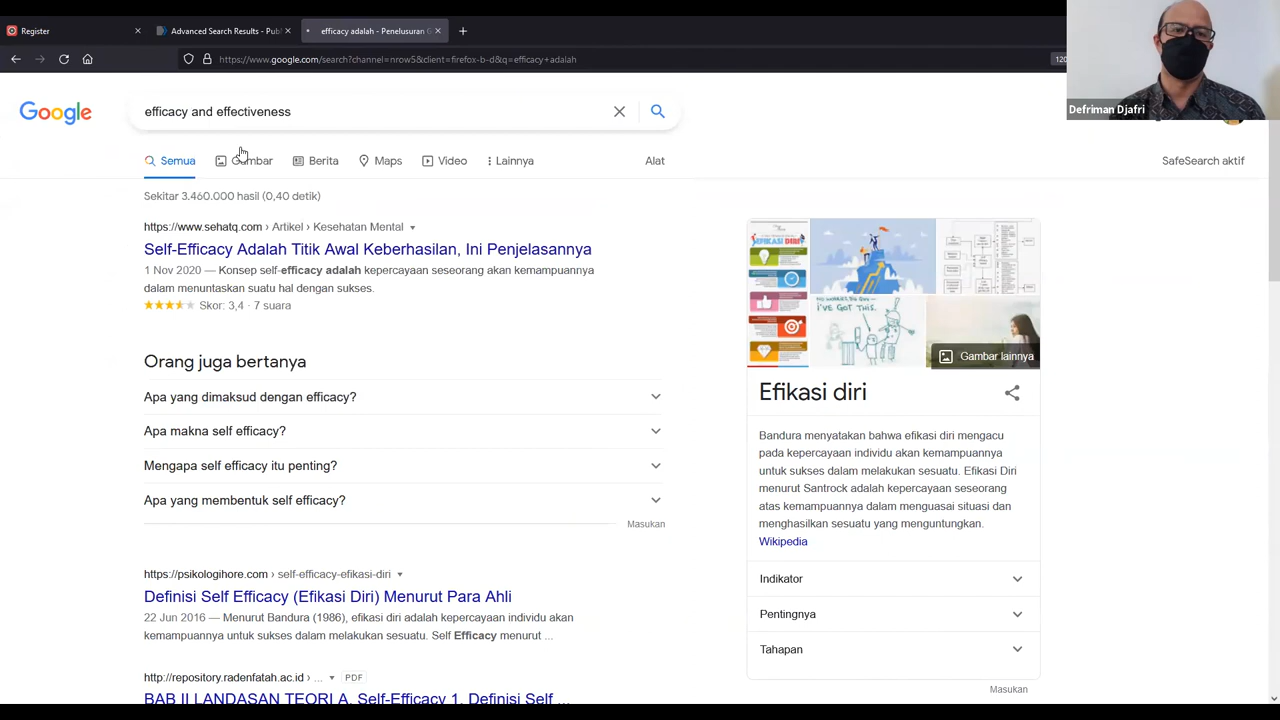 Register
Advanced Search Results - Pub
efficacy adalah - Penelusuran G
https://www.google.com/search?channel=nrow5&client=firefox-b-d&q=efficacy+adalah
120
Defriman Djafri
Google
efficacy and effectiveness
Semua
Gambar
Berita
Maps
Video
Lainnya
Alat
SafeSearch aktif
Sekitar 3.460.000 hasil (0,40 detik)
https://www.sehatq.com › Artikel › Kesehatan Mental
Self-Efficacy Adalah Titik Awal Keberhasilan, Ini Penjelasannya
1 Nov 2020 — Konsep self-efficacy adalah kepercayaan seseorang akan kemampuannya
dalam menuntaskan suatu hal dengan sukses.
Skor: 3,4 · 7 suara
Orang juga bertanya
Apa yang dimaksud dengan efficacy?
Apa makna self efficacy?
Mengapa self efficacy itu penting?
Apa yang membentuk self efficacy?
Masukan
https://psikologihore.com › self-efficacy-efikasi-diri
Definisi Self Efficacy (Efikasi Diri) Menurut Para Ahli
22 Jun 2016 — Menurut Bandura (1986), efikasi diri adalah kepercayaan individu akan
kemampuannya untuk sukses dalam melakukan sesuatu. Self Efficacy menurut ...
http://repository.radenfatah.ac.id › ...
PDF
BAB II LANDASAN TEORI A. Self-Efficacy 1. Definisi Self ...
EFIKASI DIRI
I'VE GOT THIS.
Gambar lainnya
Efikasi diri
Bandura menyatakan bahwa efikasi diri mengacu
pada kepercayaan individu akan kemampuannya
untuk sukses dalam melakukan sesuatu. Efikasi Diri
menurut Santrock adalah kepercayaan seseorang
atas kemampuannya dalam menguasai situasi dan
menghasilkan sesuatu yang menguntungkan.
Wikipedia
Indikator
Pentingnya
Tahapan
Masukan